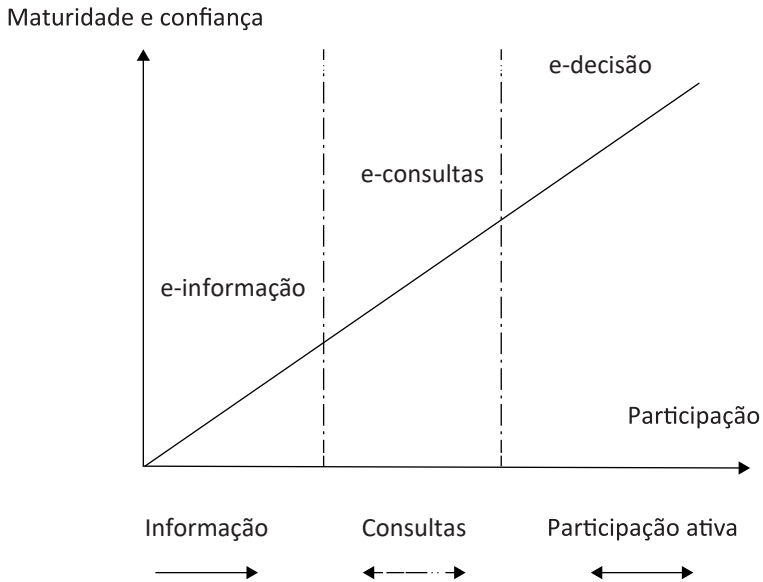 Maturidade e confiança
e-decisão
e-consultas
e-informação
Participação
Informação
Consultas
Participação ativa